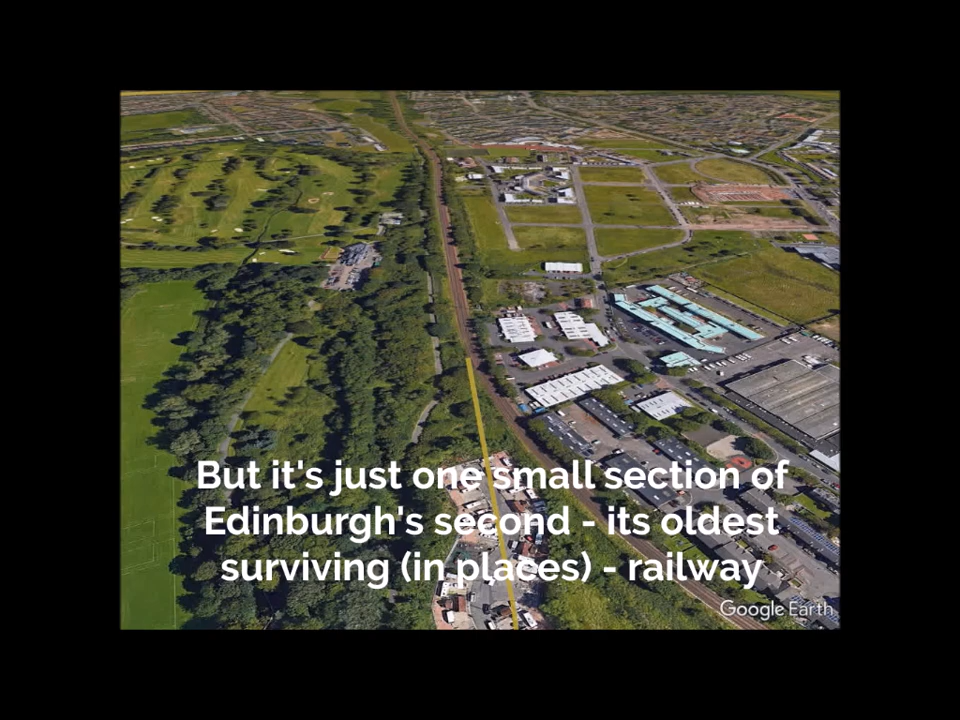 But it's just one small section of
Edinburgh's second - its oldest
surviving (in places) - railway
Google Earth